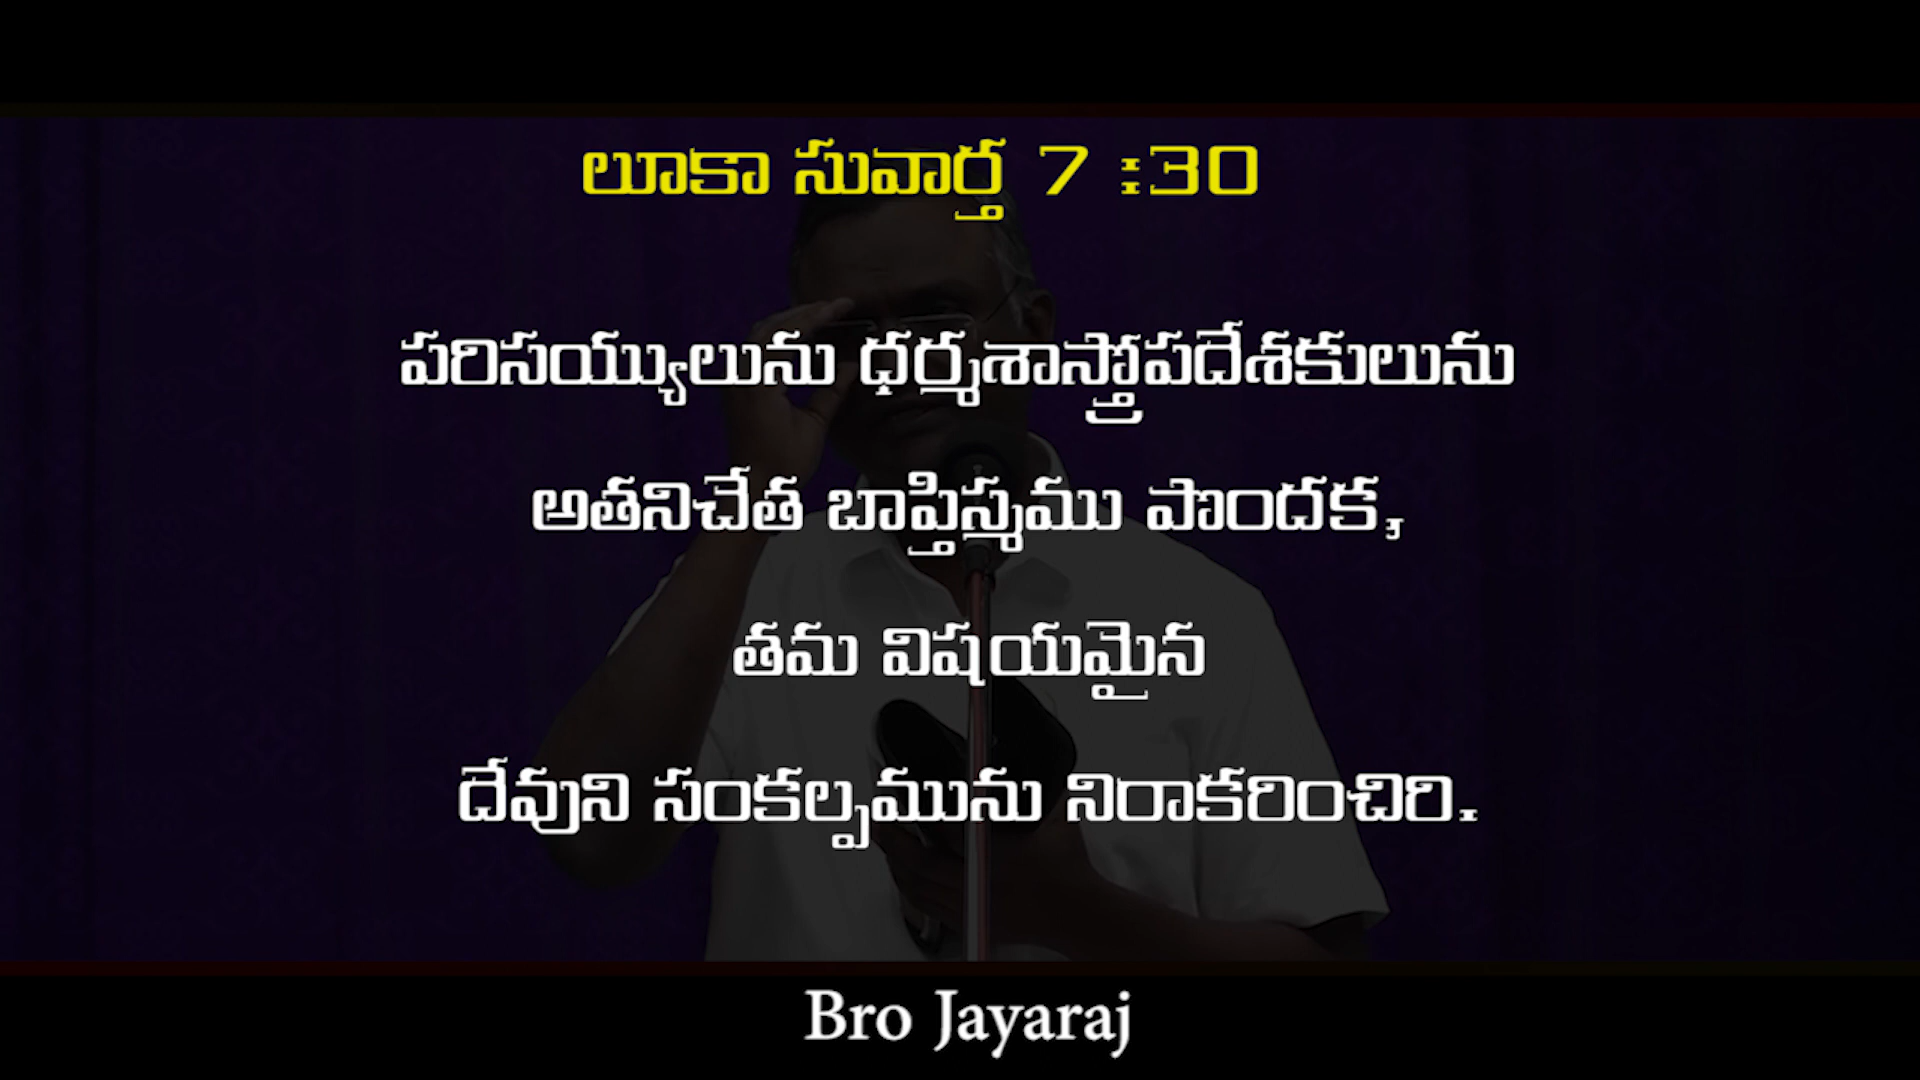 లూకా సువార్త 7 :30
పరిసయ్యులును ధర్మశాస్త్రోపదేశకులును
అతనిచేత బాప్తిస్మము పొందక,
తమ విషయమైన
దేవుని సంకల్పమును నిరాకరించిరి.
Bro Jayaraj